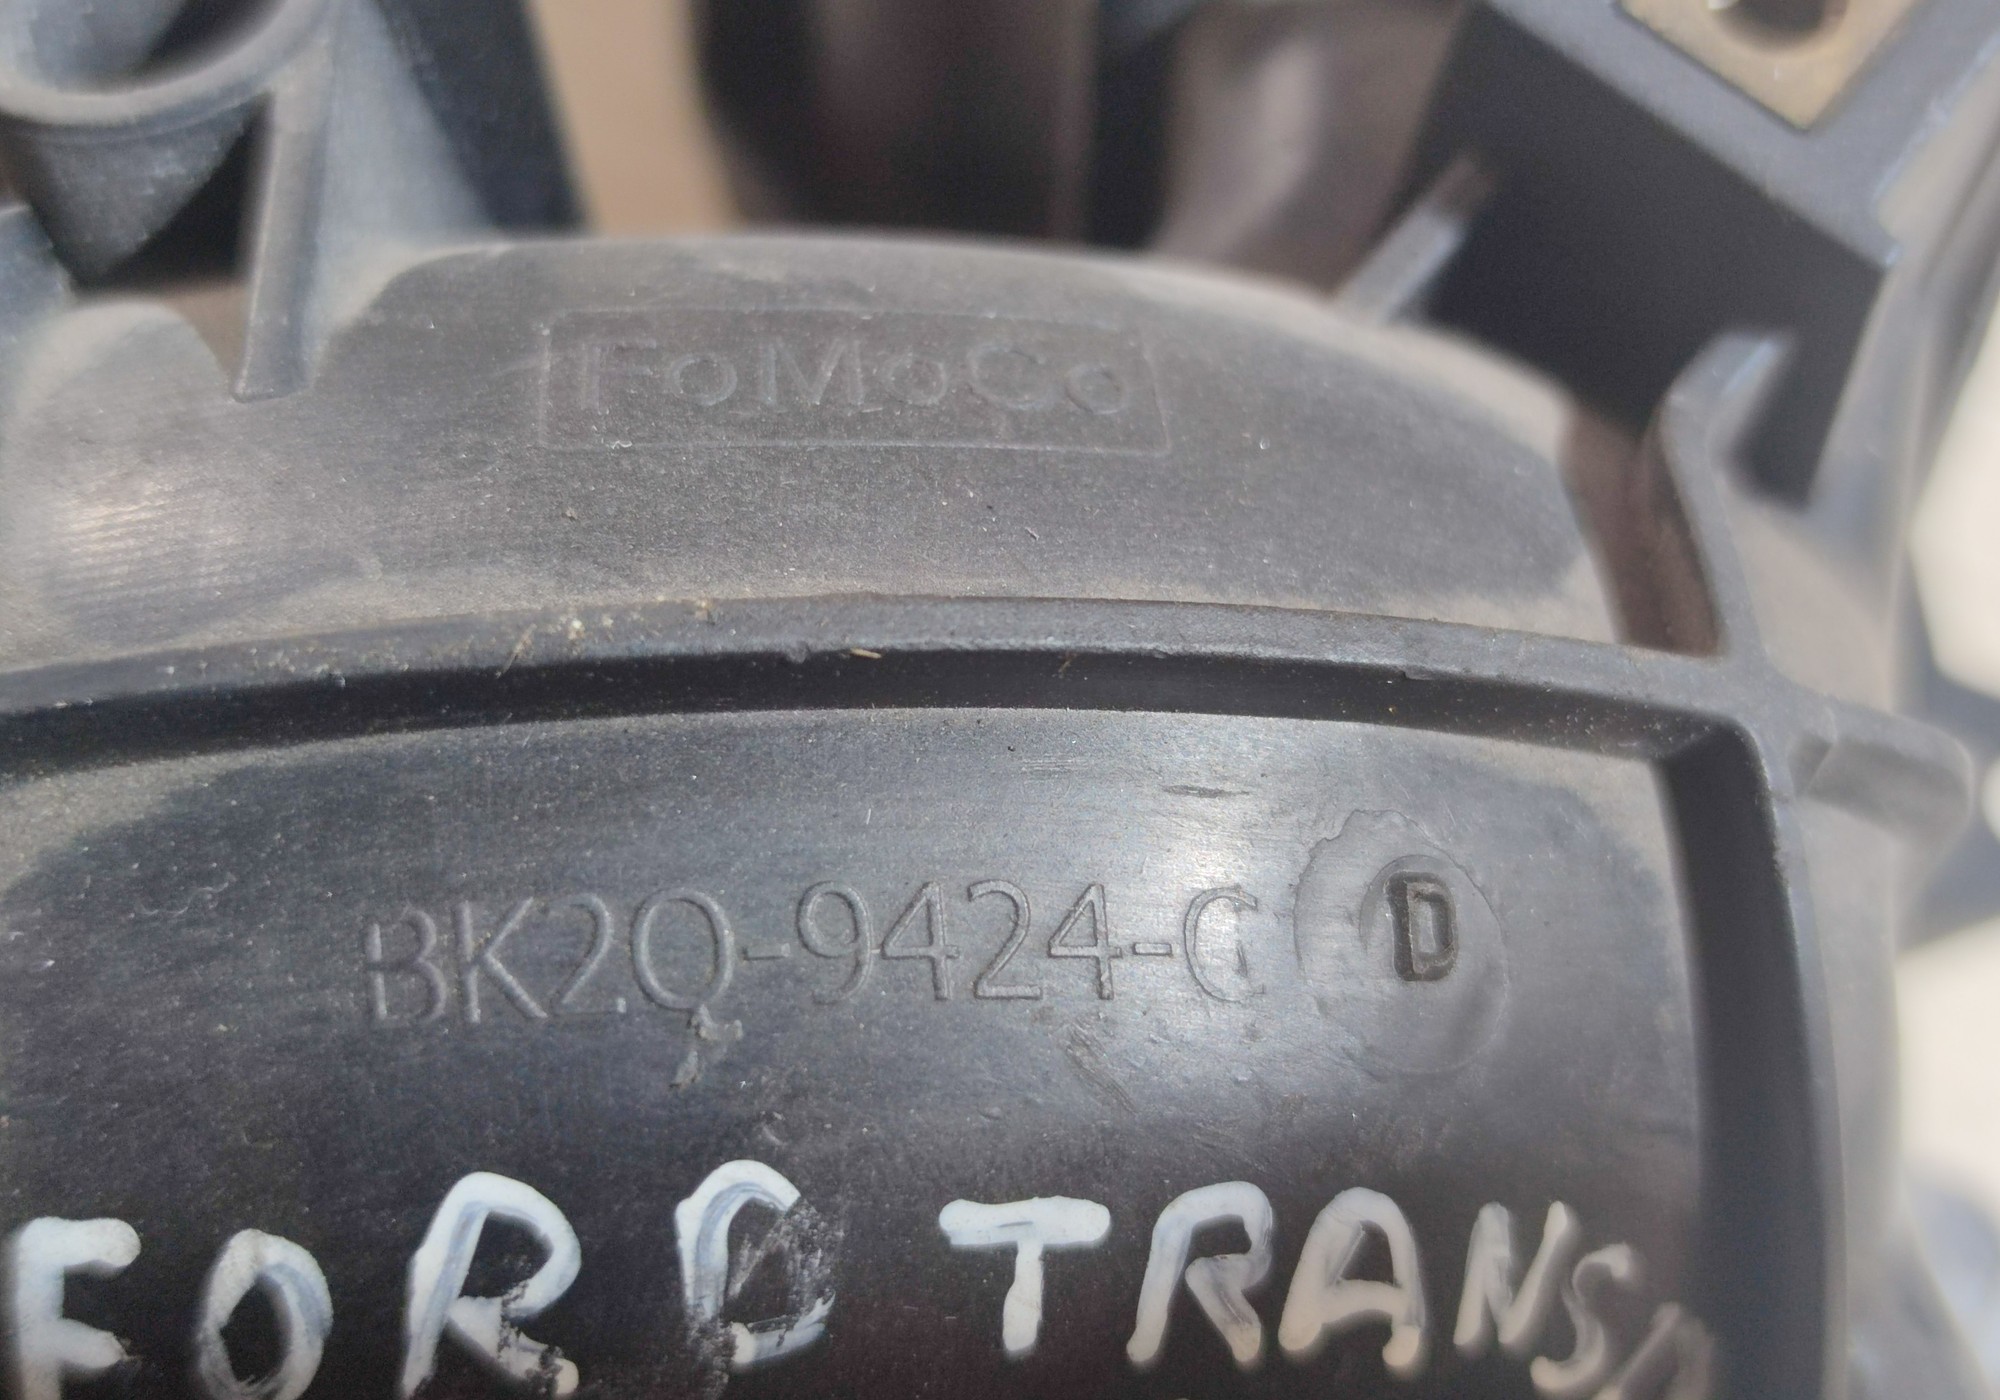 FoMoCo
BK2Q-9424-C D
FORD TRANS